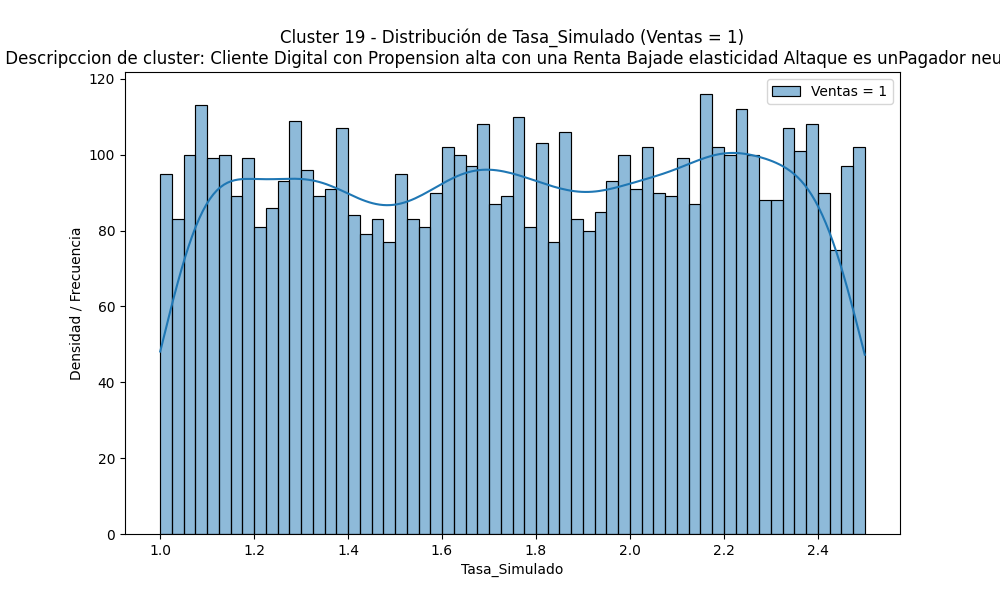 Cluster 19 - Distribución de Tasa_Simulado (Ventas = 1)
Descripccion de cluster: Cliente Digital con Propension alta con una Renta Bajade elasticidad Altaque es unPagador neu
120
Ventas = 1
100
80
60
40
20
0
Densidad / Frecuencia
1.0 1.2 1.4 1.6 1.8 2.0 2.2 2.4
Tasa_Simulado